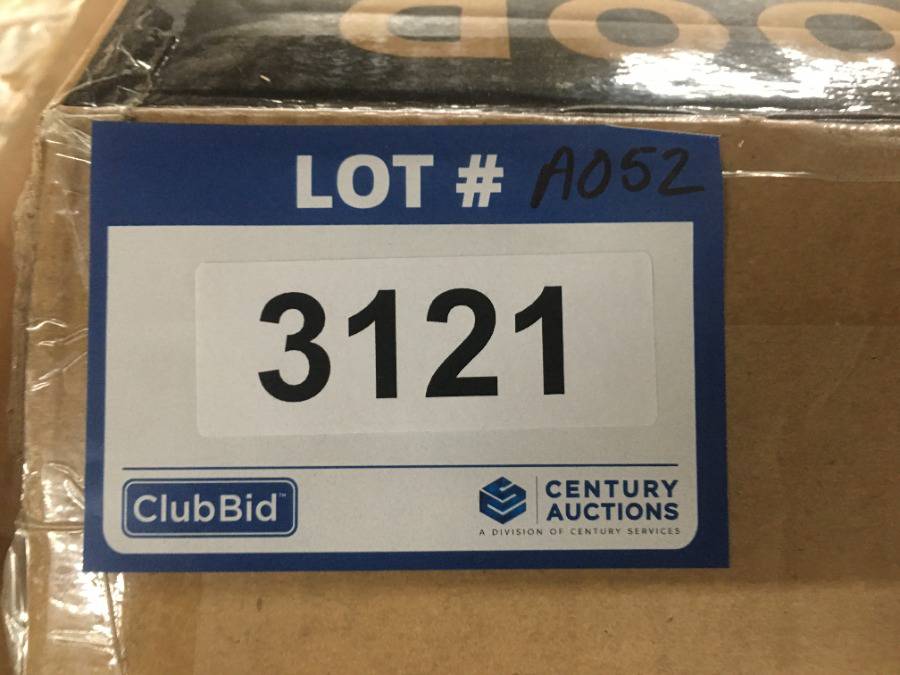 LOT # A052
3121
ClubBid™
CENTURY
AUCTIONS
A DIVISION OF CENTURY SERVICES